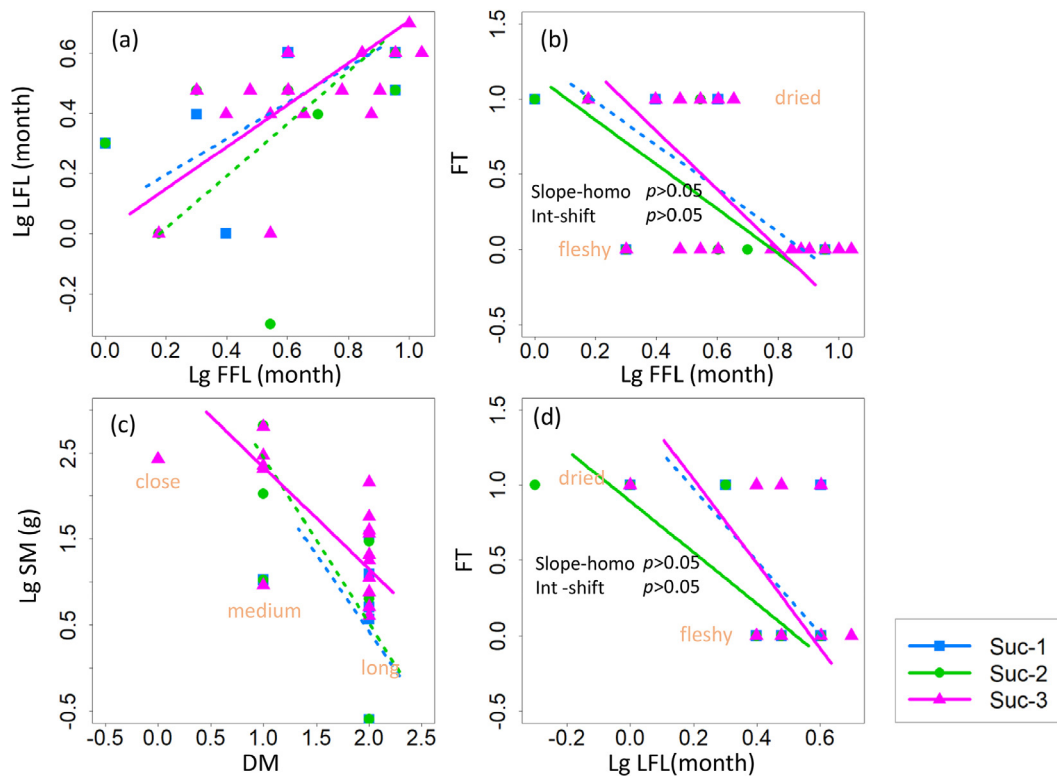 (a)
Lg LFL (month)
-0.2 0.0 0.2 0.4 0.6
0.0 0.2 0.4 0.6 0.8 1.0
Lg FFL (month)
(b)
dried
FT
-0.5 0.0 0.5 1.0 1.5
Slope-homo p>0.05
Int-shift p>0.05
fleshy
0.0 0.2 0.4 0.6 0.8 1.0
Lg FFL (month)
(c)
close
Lg SM (g)
-0.5 0.5 1.5 2.5
medium
long
-0.5 0.0 0.5 1.0 1.5 2.0 2.5
DM
(d)
dried
FT
-0.5 0.0 0.5 1.0 1.5
Slope-homo p>0.05
Int -shift p>0.05
fleshy
0.0 0.2 0.4 0.6
Lg LFL(month)
Suc-1
Suc-2
Suc-3